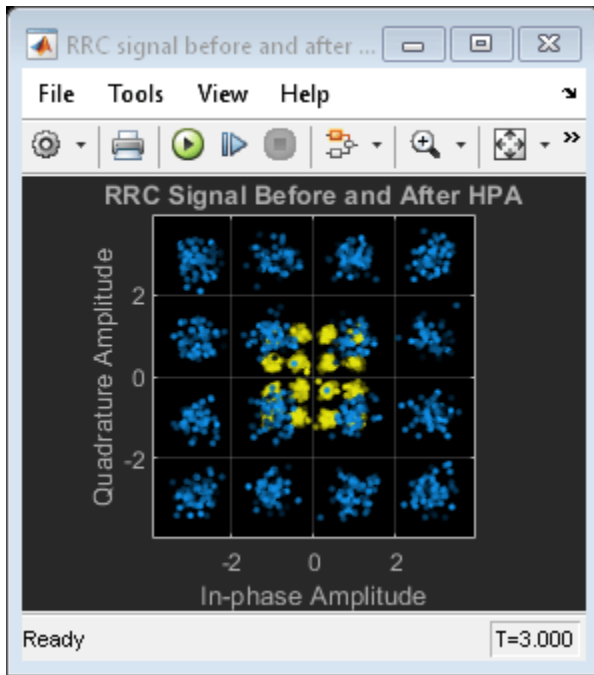 RRC signal before and after ...
File Tools View Help
RRC Signal Before and After HPA
Quadrature Amplitude
2
0
-2
-2 0 2
In-phase Amplitude
Ready T=3.000